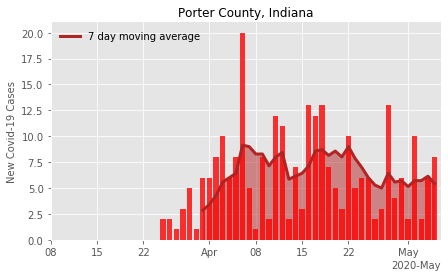 Porter County, Indiana
7 day moving average
New Covid-19 Cases
20.0
17.5
15.0
12.5
10.0
7.5
5.0
2.5
0.0
08 15 22 Apr 08 15 22 May
2020-May